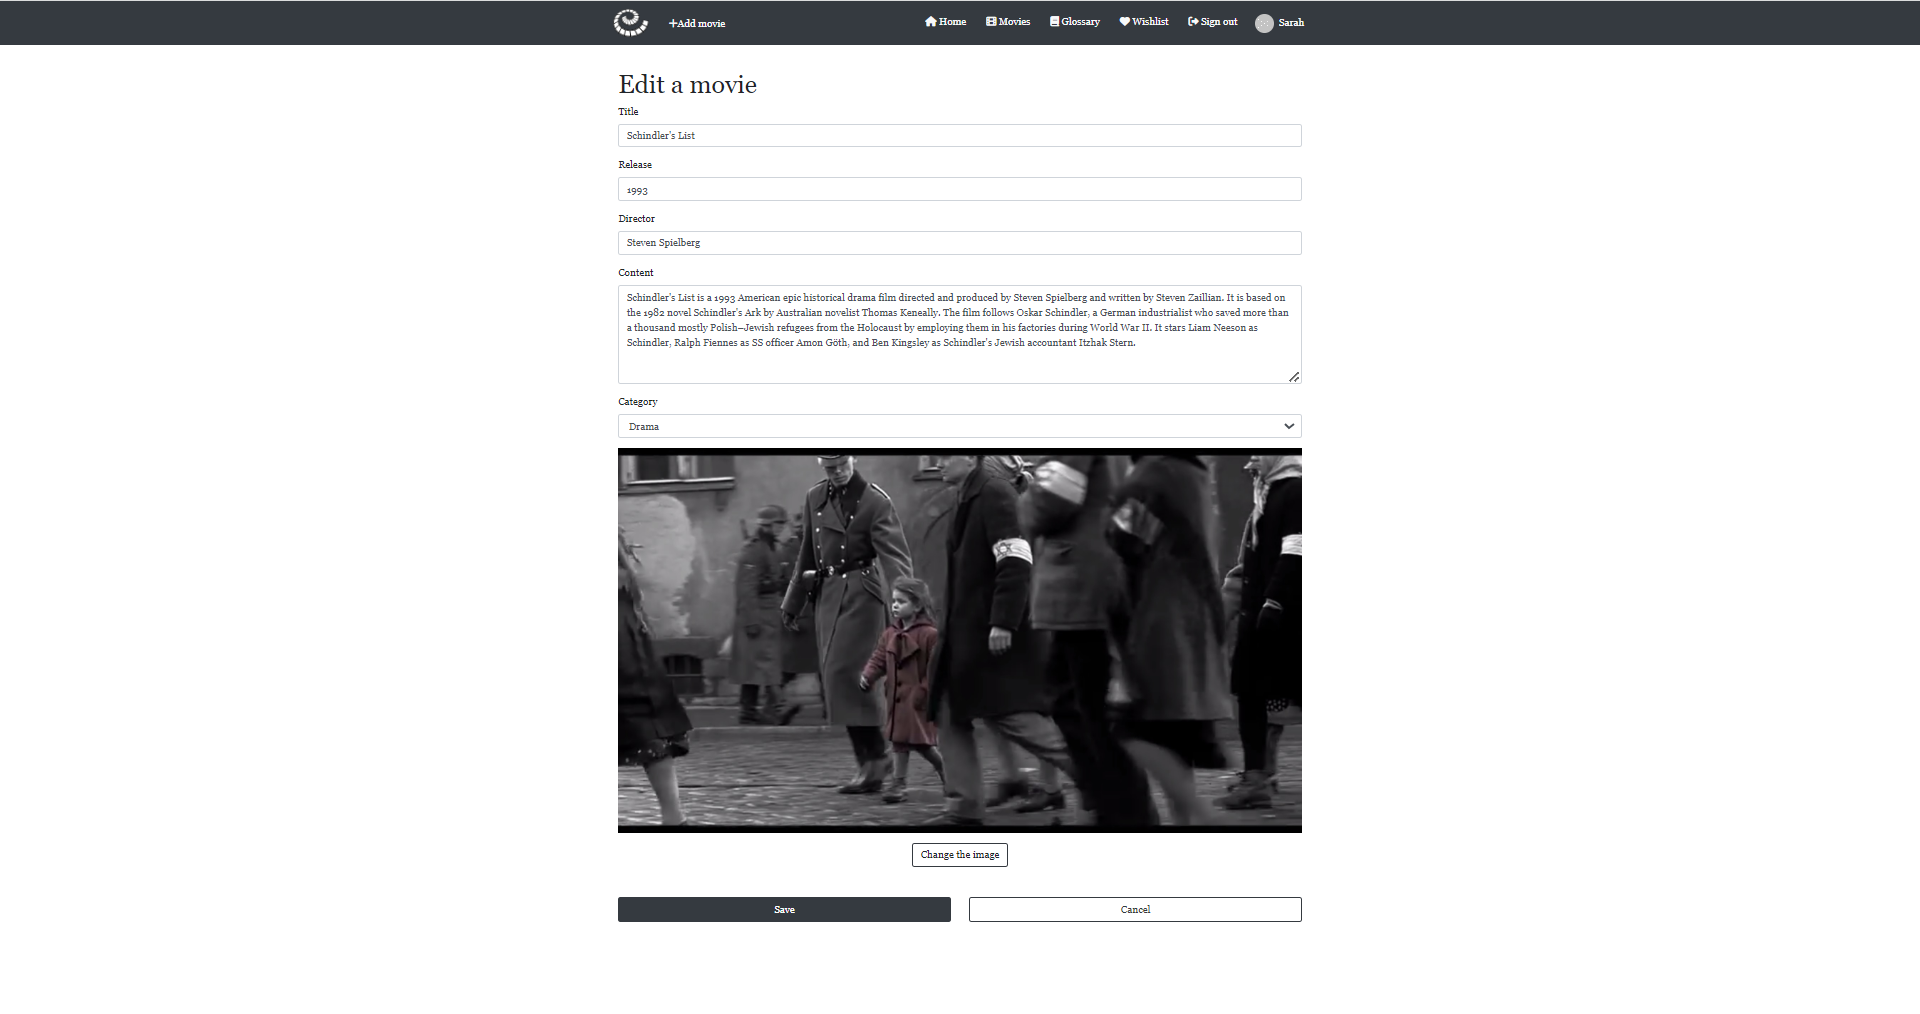 Add movie
Home
Movies
Glossary
Wishlist
Sign out
Sarah
Edit a movie
Title
Schindler's List
Release
1993
Director
Steven Spielberg
Content
Schindler's List is a 1993 American epic historical drama film directed and produced by Steven Spielberg and written by Steven Zaillian. It is based on
the 1982 novel Schindler's Ark by Australian novelist Thomas Keneally. The film follows Oskar Schindler, a German industrialist who saved more than
a thousand mostly Polish–Jewish refugees from the Holocaust by employing them in his factories during World War II. It stars Liam Neeson as
Schindler, Ralph Fiennes as SS officer Amon Göth, and Ben Kingsley as Schindler's Jewish accountant Itzhak Stern.
Category
Drama
Change the image
Save
Cancel